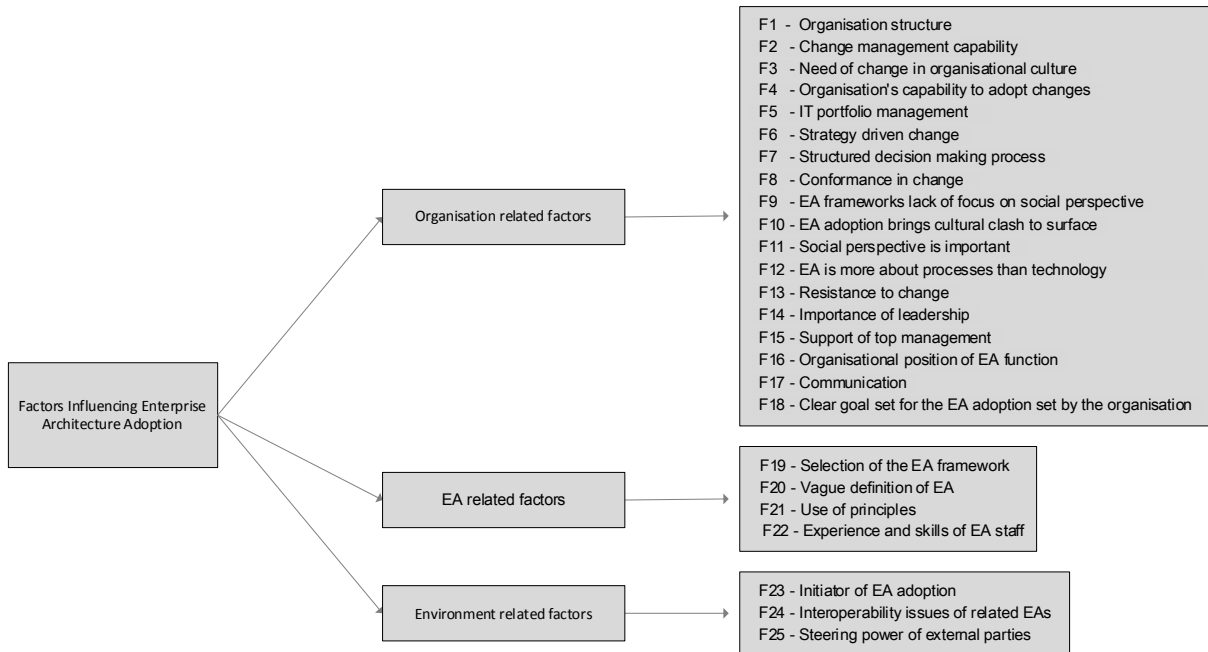 Factors Influencing Enterprise
Architecture Adoption
Organisation related factors
F1 - Organisation structure
F2 - Change management capability
F3 - Need of change in organisational culture
F4 - Organisation's capability to adopt changes
F5 - IT portfolio management
F6 - Strategy driven change
F7 - Structured decision making process
F8 - Conformance in change
F9 - EA frameworks lack of focus on social perspective
F10 - EA adoption brings cultural clash to surface
F11 - Social perspective is important
F12 - EA is more about processes than technology
F13 - Resistance to change
F14 - Importance of leadership
F15 - Support of top management
F16 - Organisational position of EA function
F17 - Communication
F18 - Clear goal set for the EA adoption set by the organisation
EA related factors
F19 - Selection of the EA framework
F20 - Vague definition of EA
F21 - Use of principles
F22 - Experience and skills of EA staff
Environment related factors
F23 - Initiator of EA adoption
F24 - Interoperability issues of related EAs
F25 - Steering power of external parties